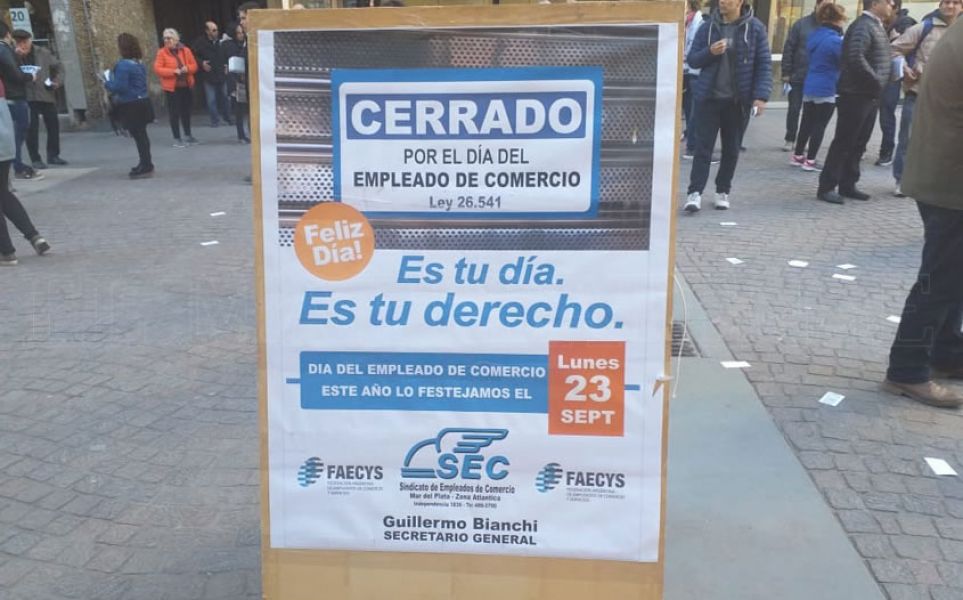 20
CERRADO
POR EL DÍA DEL
EMPLEADO DE COMERCIO
Ley 26.541
Feliz
Día!
Es tu día.
Es tu derecho.
DIA DEL EMPLEADO DE COMERCIO
ESTE AÑO LO FESTEJAMOS EL
Lunes
23
SEPT
FAECYS
SEC
Sindicato de Empleados de Comercio
Mar del Plata - Zona Atlantica
FAECYS
Guillermo Bianchi
SECRETARIO GENERAL